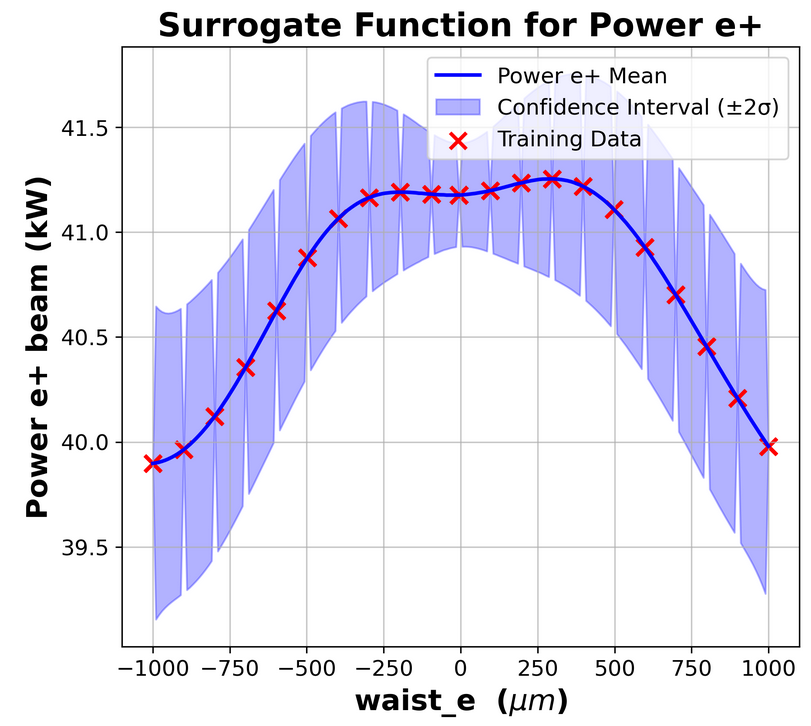 Surrogate Function for Power e+
Power e+ Mean
Confidence Interval (±2σ)
Training Data
Power e+ beam (kW)
41.5
41.0
40.5
40.0
39.5
−1000 −750 −500 −250 0 250 500 750 1000
waist_e (μm)